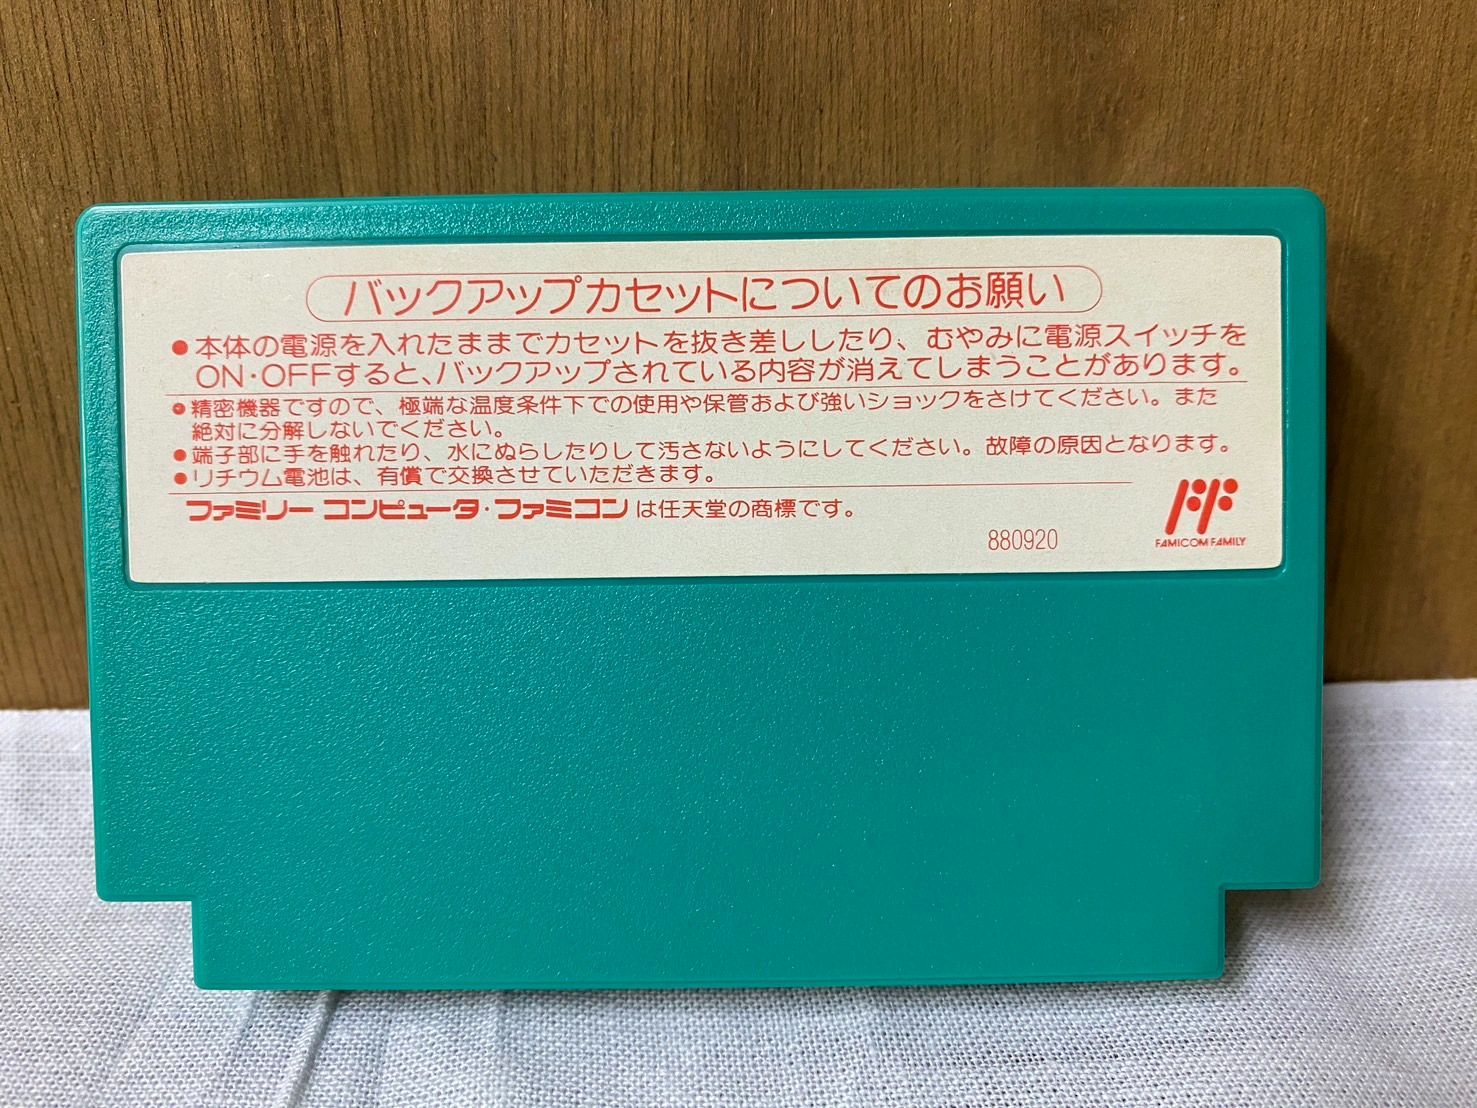 バックアップカセットについてのお願い
●本体の電源を入れたままでカセットを抜き差ししたり、むやみに電源スイッチを
ON・OFFすると、バックアップされている内容が消えてしまうことがあります。
●精密機器ですので、極端な温度条件下での使用や保管および強いショックをさけてください。また
絶対に分解しないでください。
●端子部に手を触れたり、水にぬらしたりして汚さないようにしてください。故障の原因となります。
●リチウム電池は、有償で交換させていただきます。
ファミリー コンピュータ・ファミコン は任天堂の商標です。
880920
FF
FAMICOM FAMILY